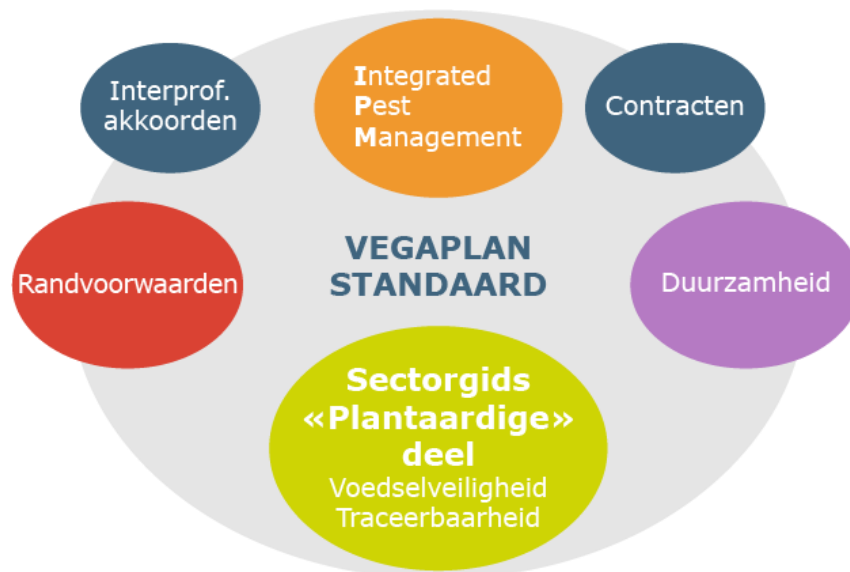 Interprof.
akkoorden
Integrated
Pest
Management
Contracten
Randvoorwaarden
VEGAPLAN
STANDAARD
Duurzamheid
Sectorgids
«Plantaardige»
deel
Voedselveiligheid
Traceerbaarheid